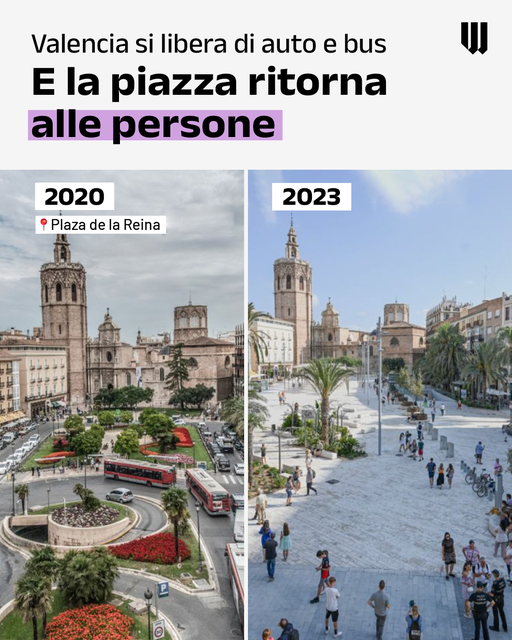 Valencia si libera di auto e bus
E la piazza ritorna
alle persone
2020
Plaza de la Reina
2023
P